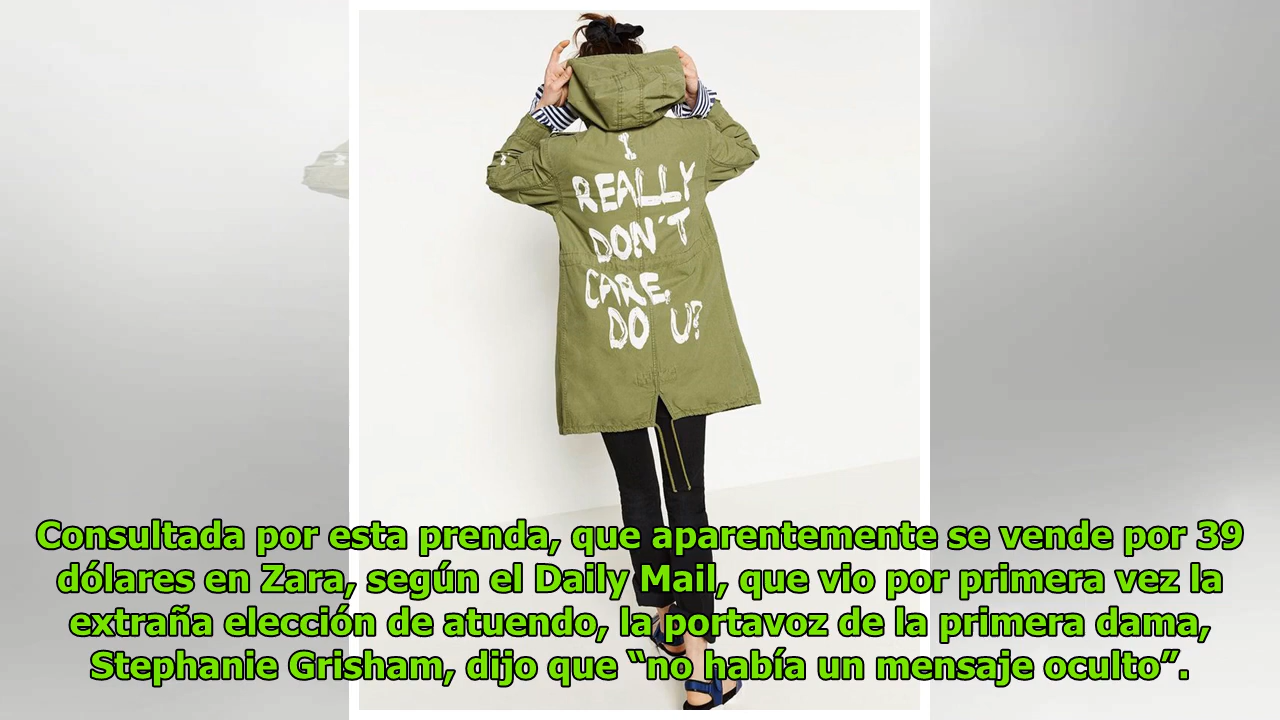 I
REALLY
DON´T
CARE,
DO U?
Consultada por esta prenda, que aparentemente se vende por 39
dólares en Zara, según el Daily Mail, que vio por primera vez la
extraña elección de atuendo, la portavoz de la primera dama,
Stephanie Grisham, dijo que “no había un mensaje oculto”.